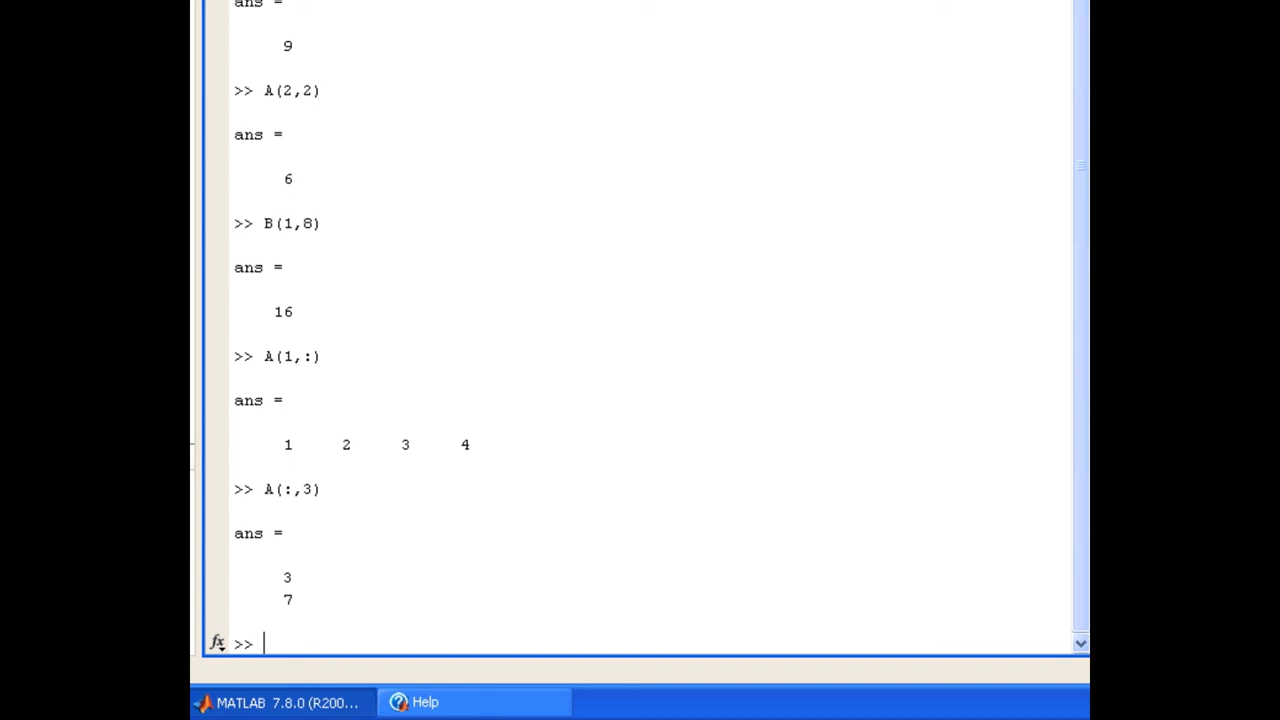 ans =
9
>> A(2,2)
ans =
6
>> B(1,8)
ans =
16
>> A(1,:)
ans =
1 2 3 4
>> A(:,3)
ans =
3
7
fx >>
MATLAB 7.8.0 (R200... Help